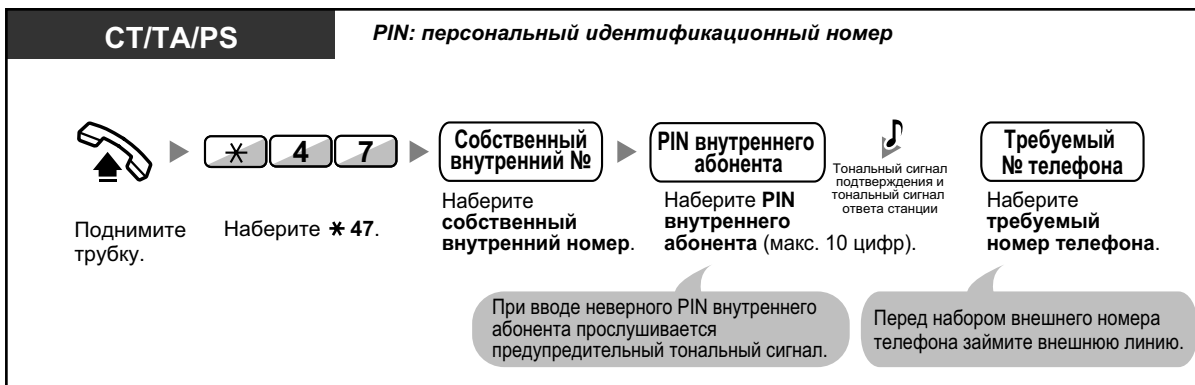 CT/TA/PS
PIN: персональный идентификационный номер
✳ 4 7
Собственный
внутренний №
PIN внутреннего
абонента
Требуемый
№ телефона
Тональный сигнал
подтверждения и
тональный сигнал
ответа станции
Поднимите
трубку.
Наберите ✳ 47.
Наберите
собственный
внутренний номер.
Наберите PIN
внутреннего
абонента (макс. 10 цифр).
Наберите
требуемый
номер телефона.
При вводе неверного PIN внутреннего
абонента прослушивается
предупредительный тональный сигнал.
Перед набором внешнего номера
телефона займите внешнюю линию.